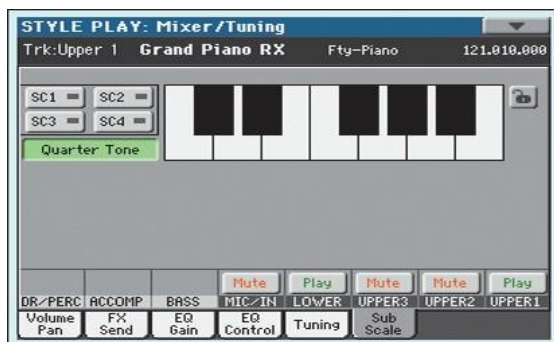 STYLE PLAY: Mixer/Tuning
Trk:Upper 1 Grand Piano RX Fty-Piano 121.010.000
SC1 SC2
SC3 SC4
Quarter Tone
Mute Play Mute Mute Play
DR/PERC ACCOMP BASS MIC/IN LOWER UPPER3 UPPER2 UPPER1
Volume Pan FX Send EQ Gain EQ Control Tuning Sub Scale